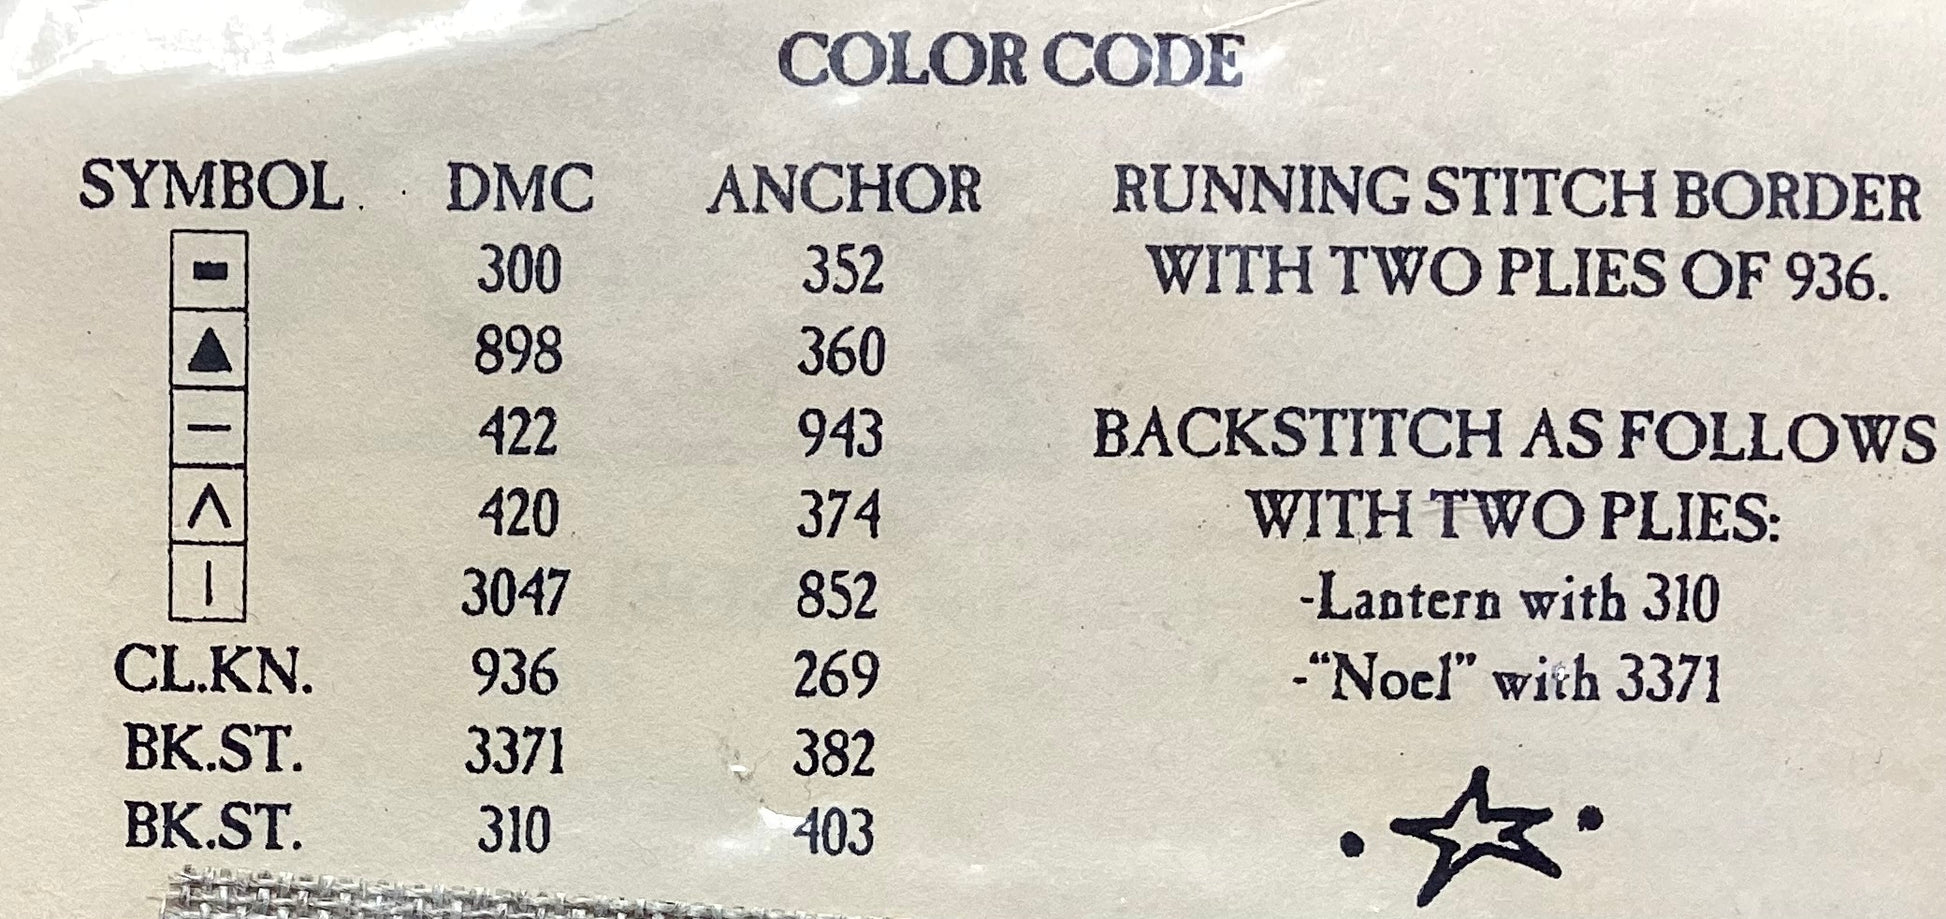 COLOR CODE
SYMBOL DMC ANCHOR
300 352
898 360
422 943
420 374
3047 852
CL.KN. 936 269
BK.ST. 3371 382
BK.ST. 310 403
RUNNING STITCH BORDER
WITH TWO PLIES OF 936.
BACKSTITCH AS FOLLOWS
WITH TWO PLIES:
-Lantern with 310
-“Noel” with 3371